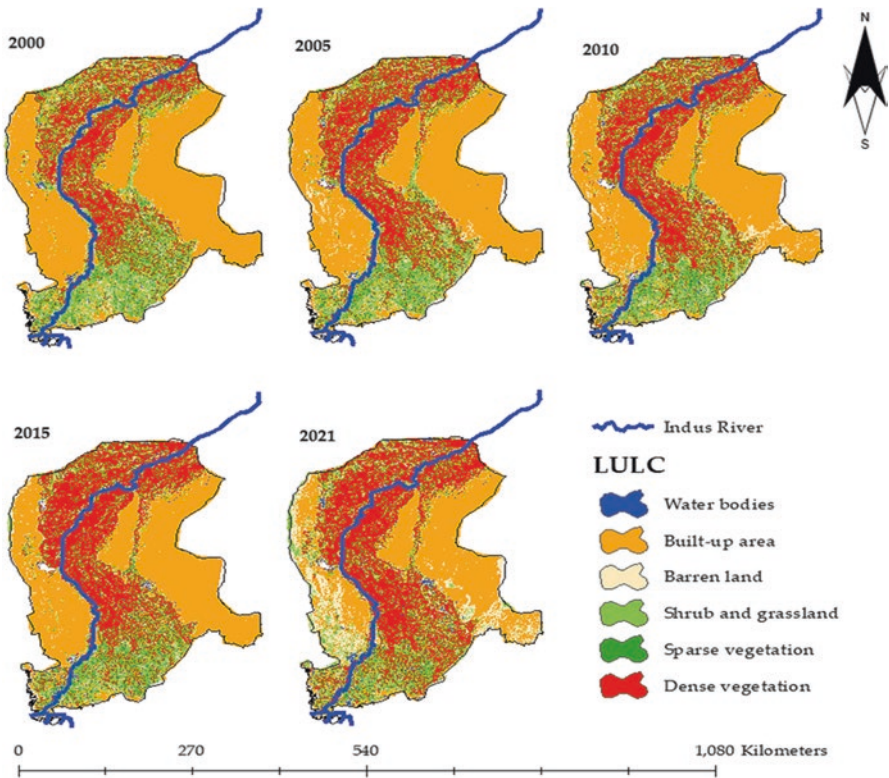 2000
2005
2010
N
S
2015
2021
Indus River
LULC
Water bodies
Built-up area
Barren land
Shrub and grassland
Sparse vegetation
Dense vegetation
0 270 540 1,080 Kilometers